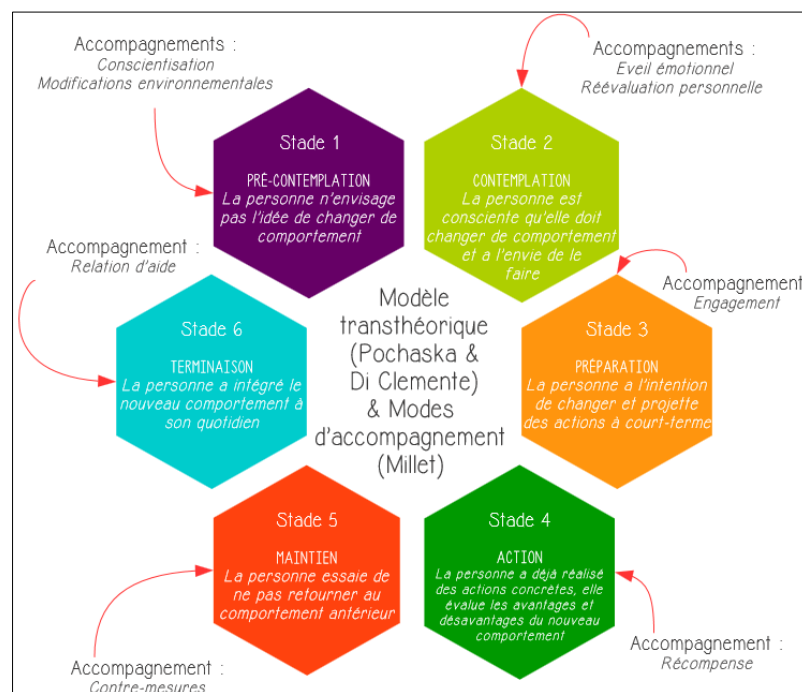 Accompagnements :
Conscientisation
Modifications environnementales
Accompagnements :
Eveil émotionnel
Réévaluation personnelle
Stade 1
PRÉ-CONTEMPLATION
La personne n'envisage
pas l'idée de changer de
comportement
Stade 2
CONTEMPLATION
La personne est
consciente qu'elle doit
changer de comportement
et a l'envie de le
faire
Accompagnement :
Relation d'aide
Accompagnement
Engagement
Stade 6
TERMINAISON
La personne a intégré le
nouveau comportement à
son quotidien
Modèle
transthéorique
(Pochaska &
Di Clemente)
& Modes
d'accompagnement
(Millet)
Stade 3
PRÉPARATION
La personne a l'intention
de changer et projette
des actions à court-terme
Stade 5
MAINTIEN
La personne essaie de
ne pas retourner au
comportement antérieur
Stade 4
ACTION
La personne a déjà réalisé
des actions concrètes, elle
évalue les avantages et
désavantages du nouveau
comportement
Accompagnement :
Contre-mesures
Accompagnement :
Récompense